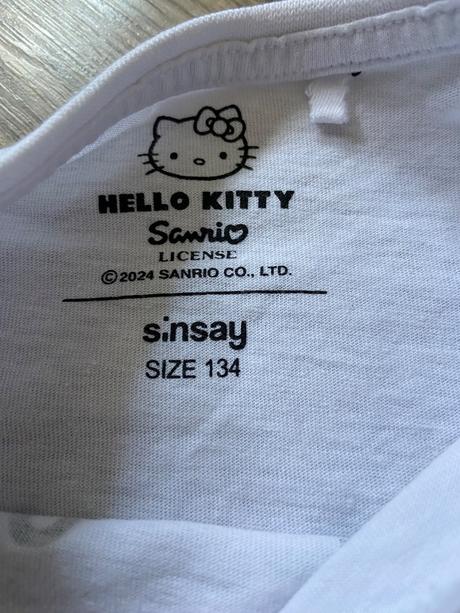 HELLO KITTY
Sanrio
LICENSE
©2024 SANRIO CO., LTD.
sinsay
SIZE 134